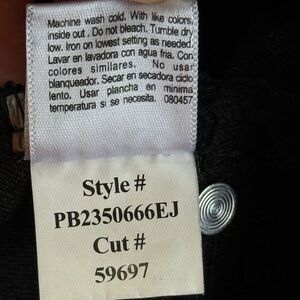 Machine wash cold. With like colors,
inside out. Do not bleach. Tumble dry
low. Iron on lowest setting as needed.
Lavar en lavadora con agua fria. Con
colores similares. No usar
blanqueador. Secar en secadora ciclo
lento. Usar plancha en minima
temperatura si se necesita. 080457
Style #
PB2350666EJ
Cut #
59697